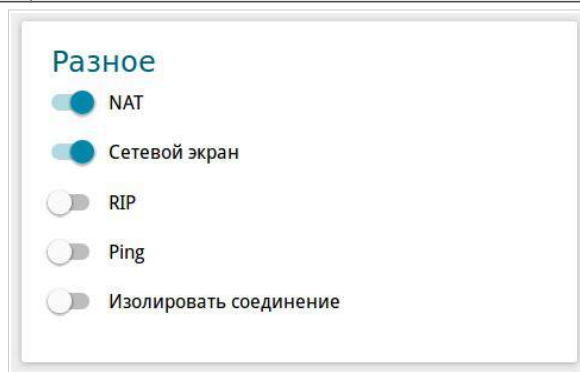 Разное
NAT
Сетевой экран
RIP
Ping
Изолировать соединение